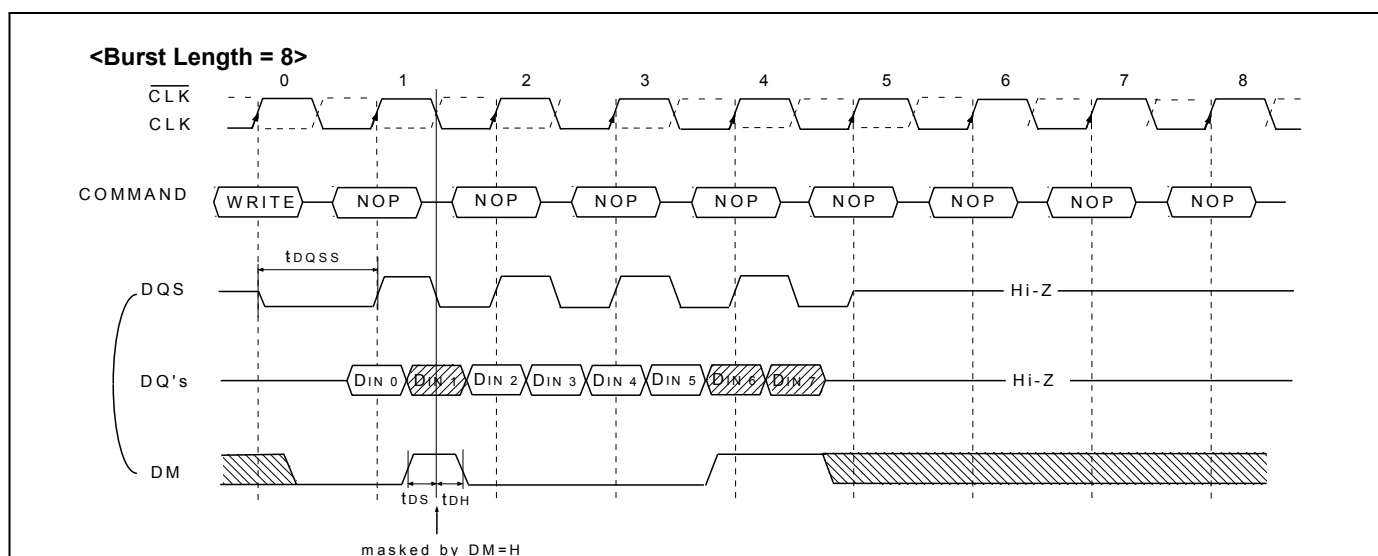 <Burst Length = 8>
0 1 2 3 4 5 6 7 8
CLK
CLK
COMMAND WRITE NOP NOP NOP NOP NOP NOP NOP NOP
tDQSS
DQS Hi-Z
DQ's DIN 0 DIN 1 DIN 2 DIN 3 DIN 4 DIN 5 DIN 6 DIN 7 Hi-Z
DM
tDS tDH
masked by DM=H